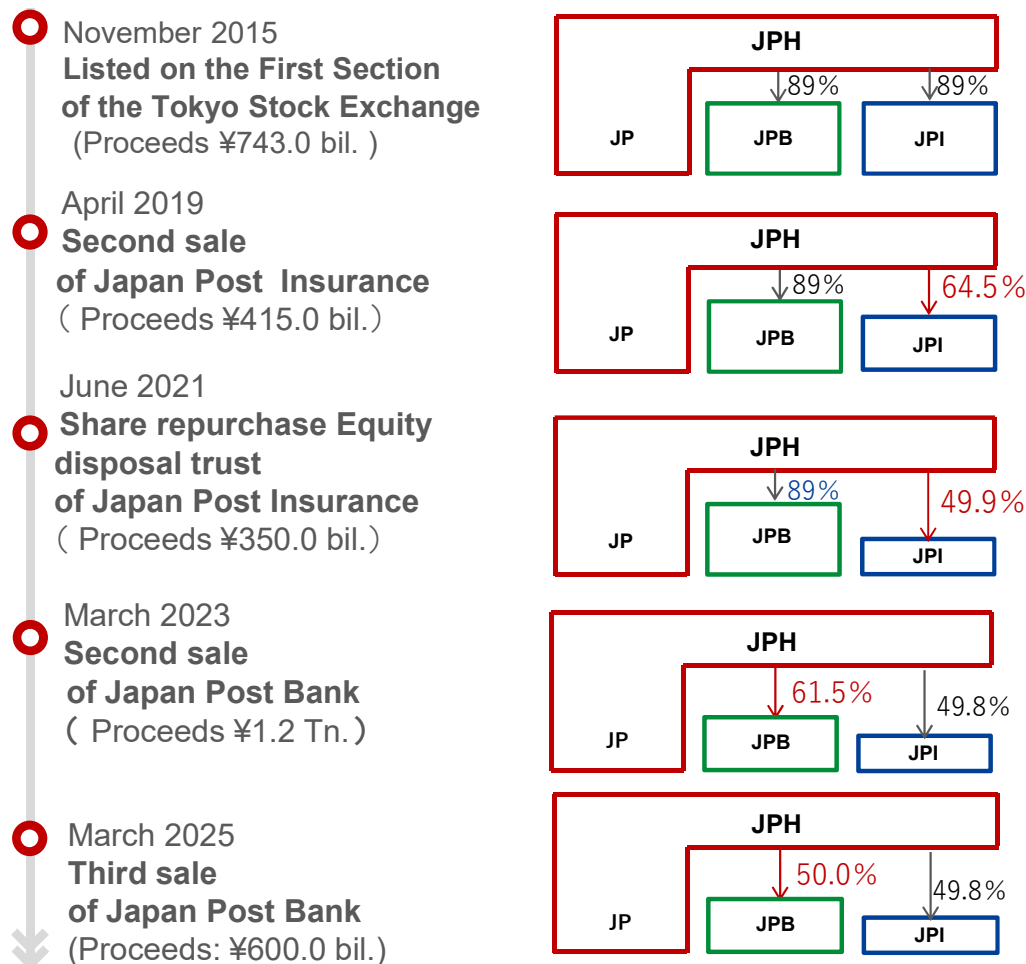 November 2015
Listed on the First Section
of the Tokyo Stock Exchange
(Proceeds ¥743.0 bil. )
JPH
89%
89%
JP
JPB
JPI
April 2019
Second sale
of Japan Post Insurance
（ Proceeds ¥415.0 bil.）
JPH
89%
64.5%
JP
JPB
JPI
June 2021
Share repurchase Equity
disposal trust
of Japan Post Insurance
（ Proceeds ¥350.0 bil.）
JPH
89%
49.9%
JP
JPB
JPI
March 2023
Second sale
of Japan Post Bank
（ Proceeds ¥1.2 Tn.）
JPH
61.5%
49.8%
JP
JPB
JPI
March 2025
Third sale
of Japan Post Bank
(Proceeds: ¥600.0 bil.)
JPH
50.0%
49.8%
JP
JPB
JPI